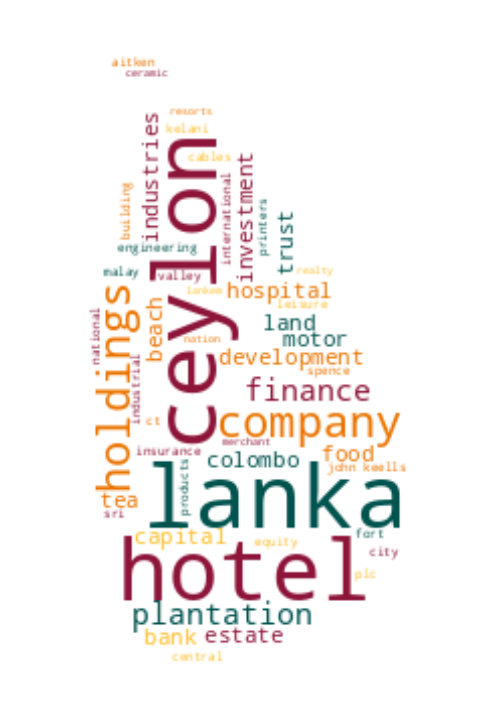 aitken
ceramic
resorts
kelani
industries
ceylon
cables
investment
international
building
printers
trust
engineering
malay
valley
realty
lankem
hospital
holdings
beach
leisure
national
land
nation
motor
industrial
development
spence
finance
ct
company
merchant
insurance
colombo
food
john keells
products
lanka
tea
sri
capital
equity
fort
hotel
city
plc
plantation
bank
estate
central